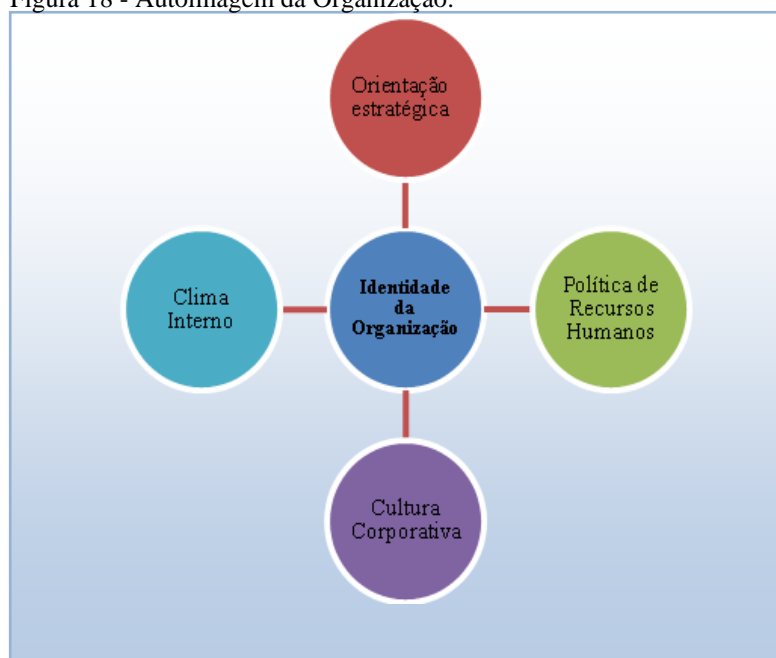 Figura 18 - Autoimagem da Organização.
Orientação
estratégica
Clima
Interno
Identidade
da
Organização
Política de
Recursos
Humanos
Cultura
Corporativa